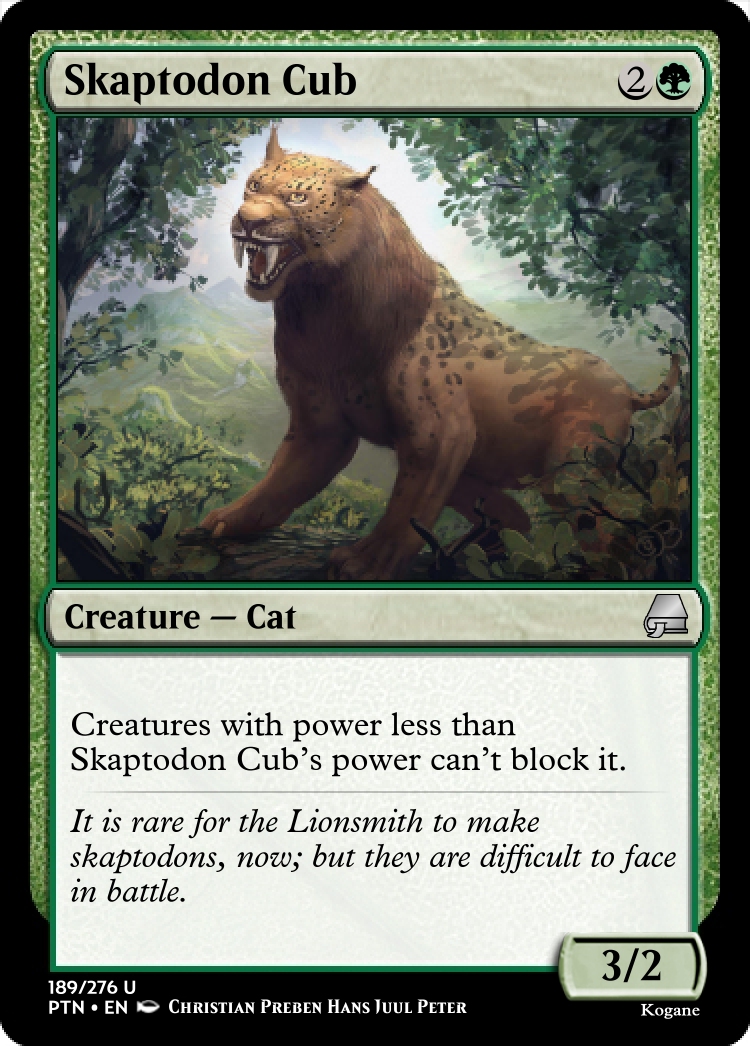 Skaptodon Cub 2
Creature — Cat
Creatures with power less than
Skaptodon Cub's power can't block it.
It is rare for the Lionsmith to make
skaptodons, now; but they are difficult to face
in battle.
3/2
189/276 U
PTN • EN Christian Preben Hans Juul Peter
Kogane